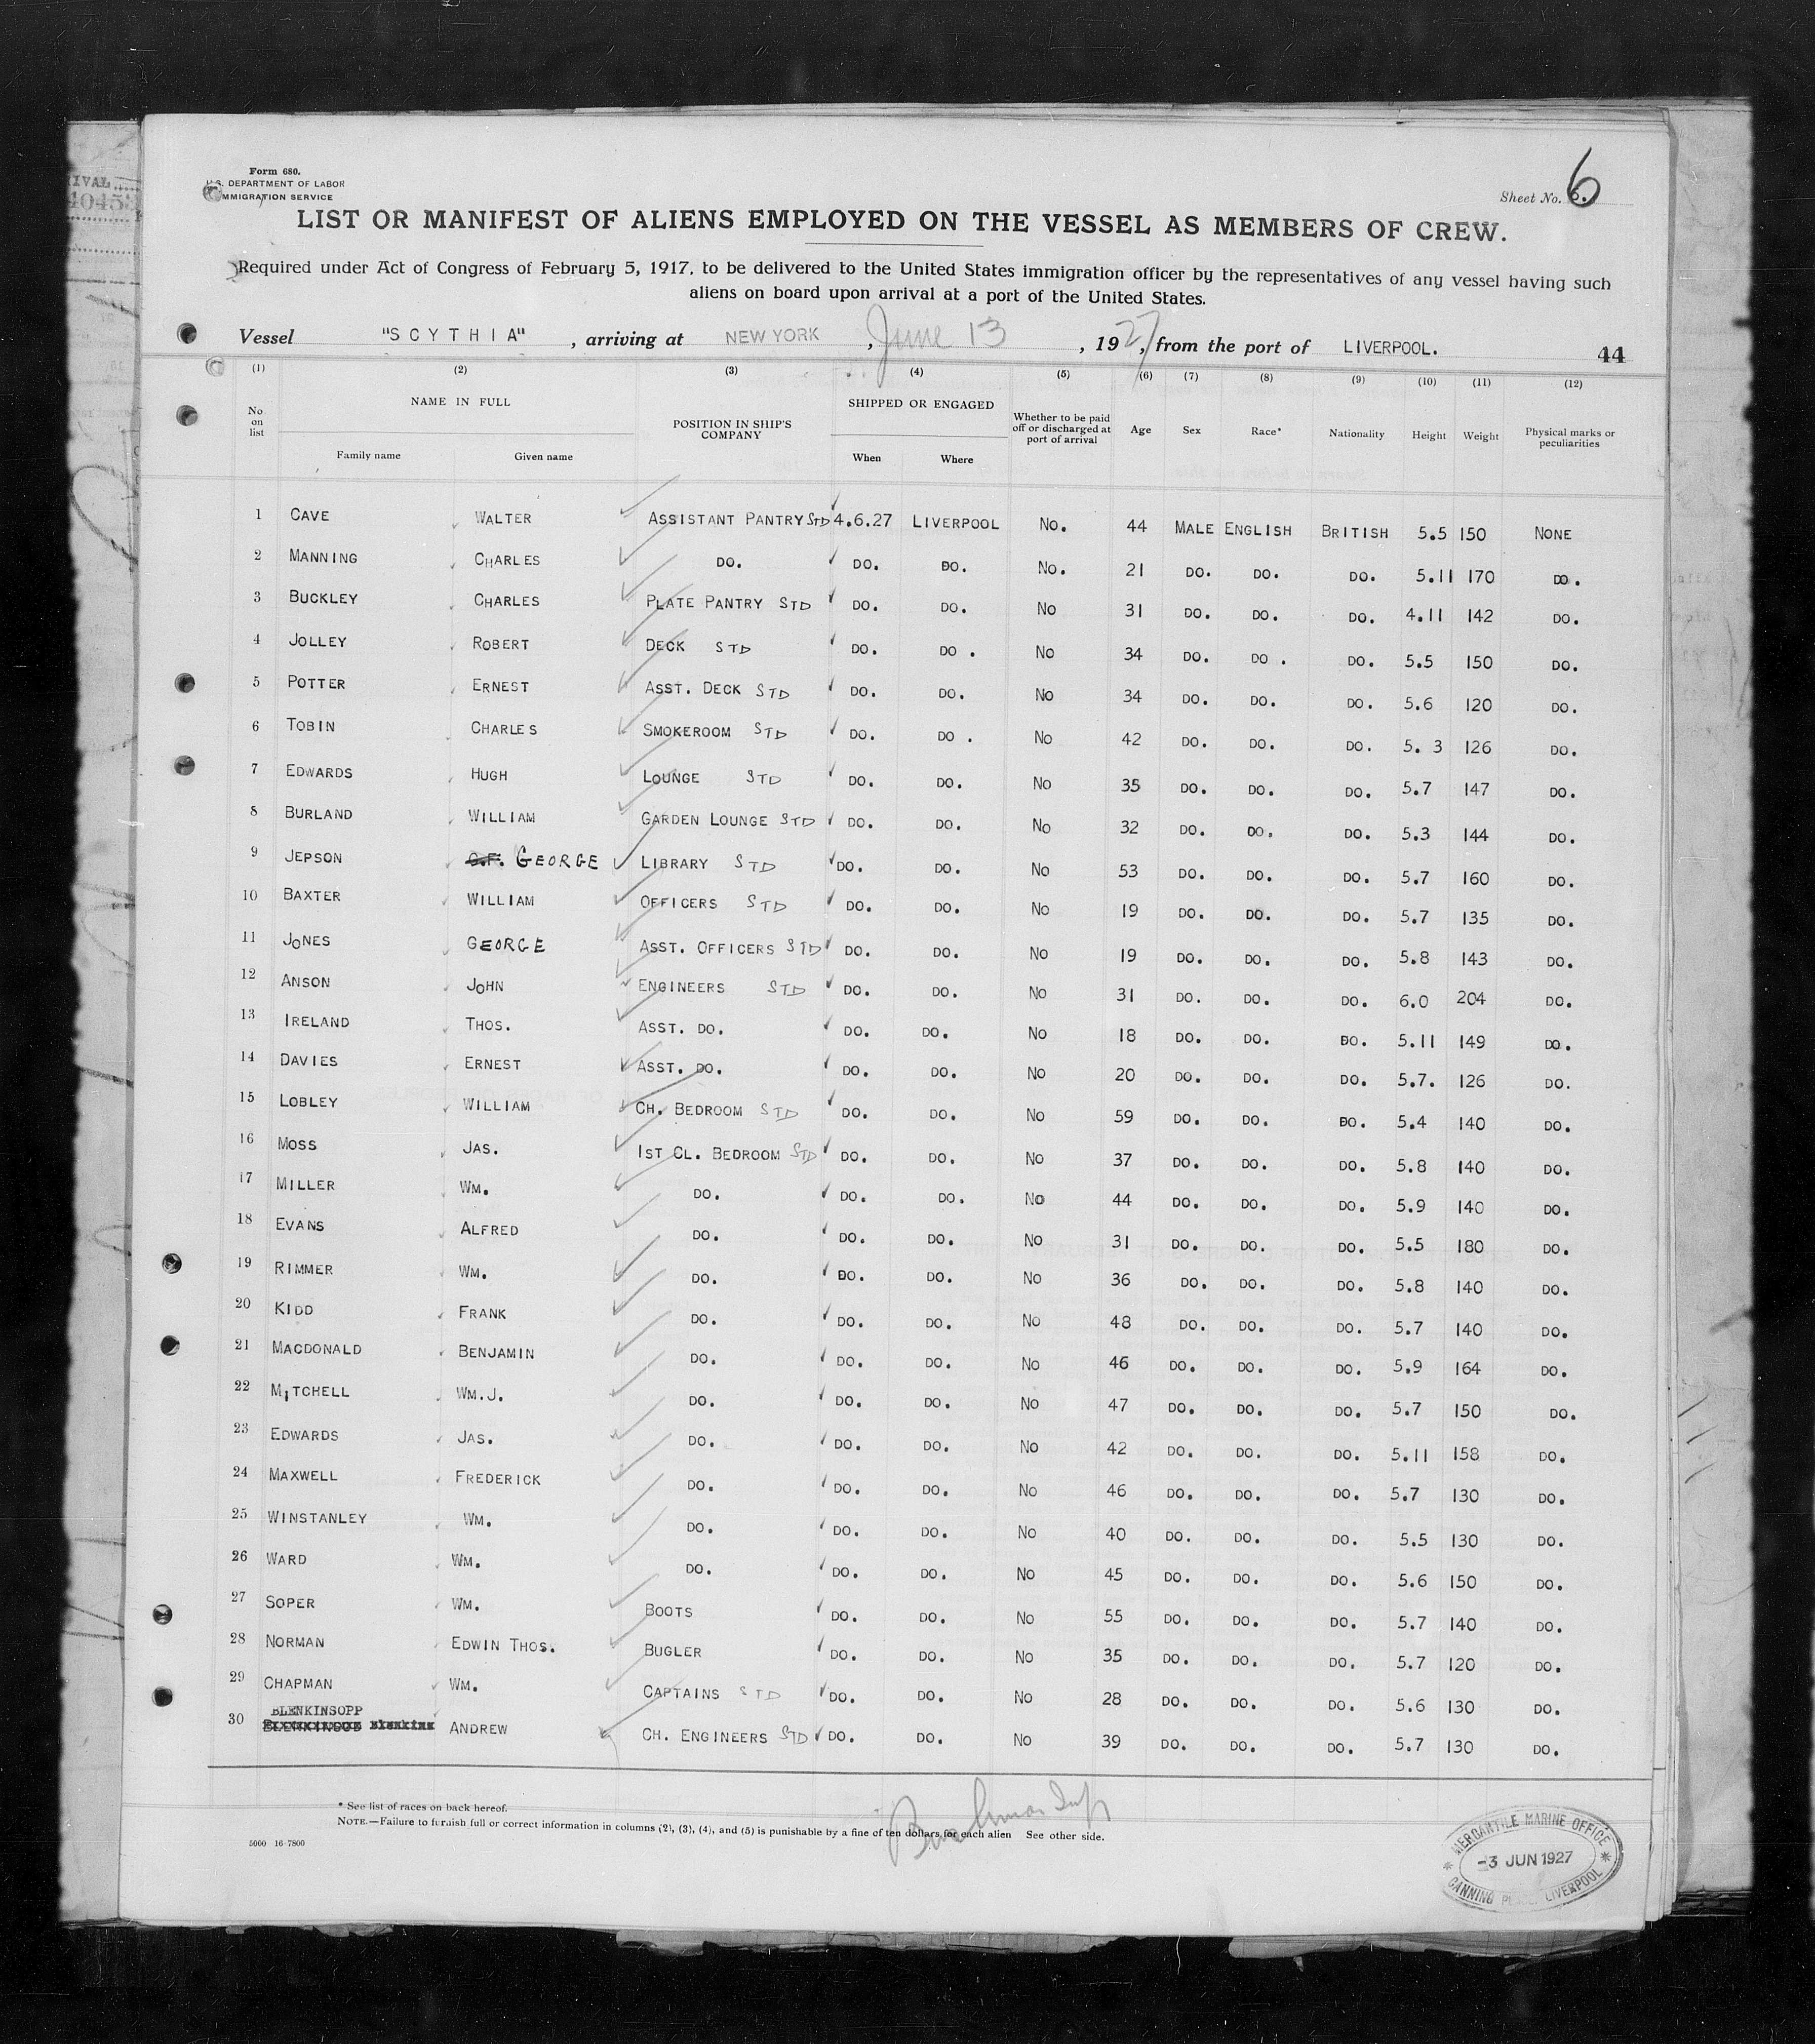 Form 680.
U.S. DEPARTMENT OF LABOR
IMMIGRATION SERVICE
Sheet No. 6
LIST OR MANIFEST OF ALIENS EMPLOYED ON THE VESSEL AS MEMBERS OF CREW.
Required under Act of Congress of February 5, 1917, to be delivered to the United States immigration officer by the representatives of any vessel having such
aliens on board upon arrival at a port of the United States.
Vessel "SCYTHIA", arriving at NEW YORK, June 13, 1927, from the port of LIVERPOOL. 44
(1) (2) (3) (4) (5) (6) (7) (8) (9) (10) (11) (12)
No on list NAME IN FULL Family name Given name POSITION IN SHIP'S COMPANY SHIPPED OR ENGAGED When Where Whether to be paid off or discharged at port of arrival Age Sex Race* Nationality Height Weight Physical marks or peculiarities
1 CAVE WALTER ASSISTANT PANTRY STD 4.6.27 LIVERPOOL No. 44 MALE ENGLISH BRITISH 5.5 150 NONE
2 MANNING CHARLES DO. DO. DO. No. 21 DO. DO. DO. 5.11 170 DO.
3 BUCKLEY CHARLES PLATE PANTRY STD DO. DO. No 31 DO. DO. DO. 4.11 142 DO.
4 JOLLEY ROBERT DECK STD DO. DO. No 34 DO. DO. DO. 5.5 150 DO.
5 POTTER ERNEST ASST. DECK STD DO. DO. No 34 DO. DO. DO. 5.6 120 DO.
6 TOBIN CHARLES SMOKEROOM STD DO. DO. No 42 DO. DO. DO. 5.3 126 DO.
7 EDWARDS HUGH LOUNGE STD DO. DO. No 35 DO. DO. DO. 5.7 147 DO.
8 BURLAND WILLIAM GARDEN LOUNGE STD DO. DO. No 32 DO. DO. DO. 5.3 144 DO.
9 JEPSON G.F. GEORGE LIBRARY STD DO. DO. No 53 DO. DO. DO. 5.7 160 DO.
10 BAXTER WILLIAM OFFICERS STD DO. DO. No 19 DO. DO. DO. 5.7 135 DO.
11 JONES GEORGE ASST. OFFICERS STD DO. DO. No 19 DO. DO. DO. 5.8 143 DO.
12 ANSON JOHN ENGINEERS STD DO. DO. No 31 DO. DO. DO. 6.0 204 DO.
13 IRELAND THOS. ASST. DO. DO. DO. No 18 DO. DO. DO. 5.11 149 DO.
14 DAVIES ERNEST ASST. DO. DO. DO. No 20 DO. DO. DO. 5.7. 126 DO.
15 LOBLEY WILLIAM CH. BEDROOM STD DO. DO. No 59 DO. DO. DO. 5.4 140 DO.
16 MOSS JAS. 1ST CL. BEDROOM STD DO. DO. No 37 DO. DO. DO. 5.8 140 DO.
17 MILLER WM. DO. DO. DO. No 44 DO. DO. DO. 5.9 140 DO.
18 EVANS ALFRED DO. DO. DO. No 31 DO. DO. DO. 5.5 180 DO.
19 RIMMER WM. DO. DO. DO. No 36 DO. DO. DO. 5.8 140 DO.
20 KIDD FRANK DO. DO. DO. No 48 DO. DO. DO. 5.7 140 DO.
21 MACDONALD BENJAMIN DO. DO. DO. No 46 DO. DO. DO. 5.9 164 DO.
22 MITCHELL WM.J. DO. DO. DO. No 47 DO. DO. DO. 5.7 150 DO.
23 EDWARDS JAS. DO. DO. DO. No 42 DO. DO. DO. 5.11 158 DO.
24 MAXWELL FREDERICK DO. DO. DO. No 46 DO. DO. DO. 5.7 130 DO.
25 WINSTANLEY WM. DO. DO. DO. No 40 DO. DO. DO. 5.5 130 DO.
26 WARD WM. DO. DO. DO. No 45 DO. DO. DO. 5.6 150 DO.
27 SOPER WM. BOOTS DO. DO. No 55 DO. DO. DO. 5.7 140 DO.
28 NORMAN EDWIN THOS. BUGLER DO. DO. No 35 DO. DO. DO. 5.7 120 DO.
29 CHAPMAN WM. CAPTAINS STD DO. DO. No 28 DO. DO. DO. 5.6 130 DO.
30 BLENKINSOPP ANDREW CH. ENGINEERS STD DO. DO. No 39 DO. DO. DO. 5.7 130 DO.
* See list of races on back hereof.
NOTE.—Failure to furnish full or correct information in columns (2), (3), (4), and (5) is punishable by a fine of ten dollars for each alien See other side.
5000 16-7800
MERCANTILE MARINE OFFICE
-3 JUN 1927
CANNING LIVERPOOL